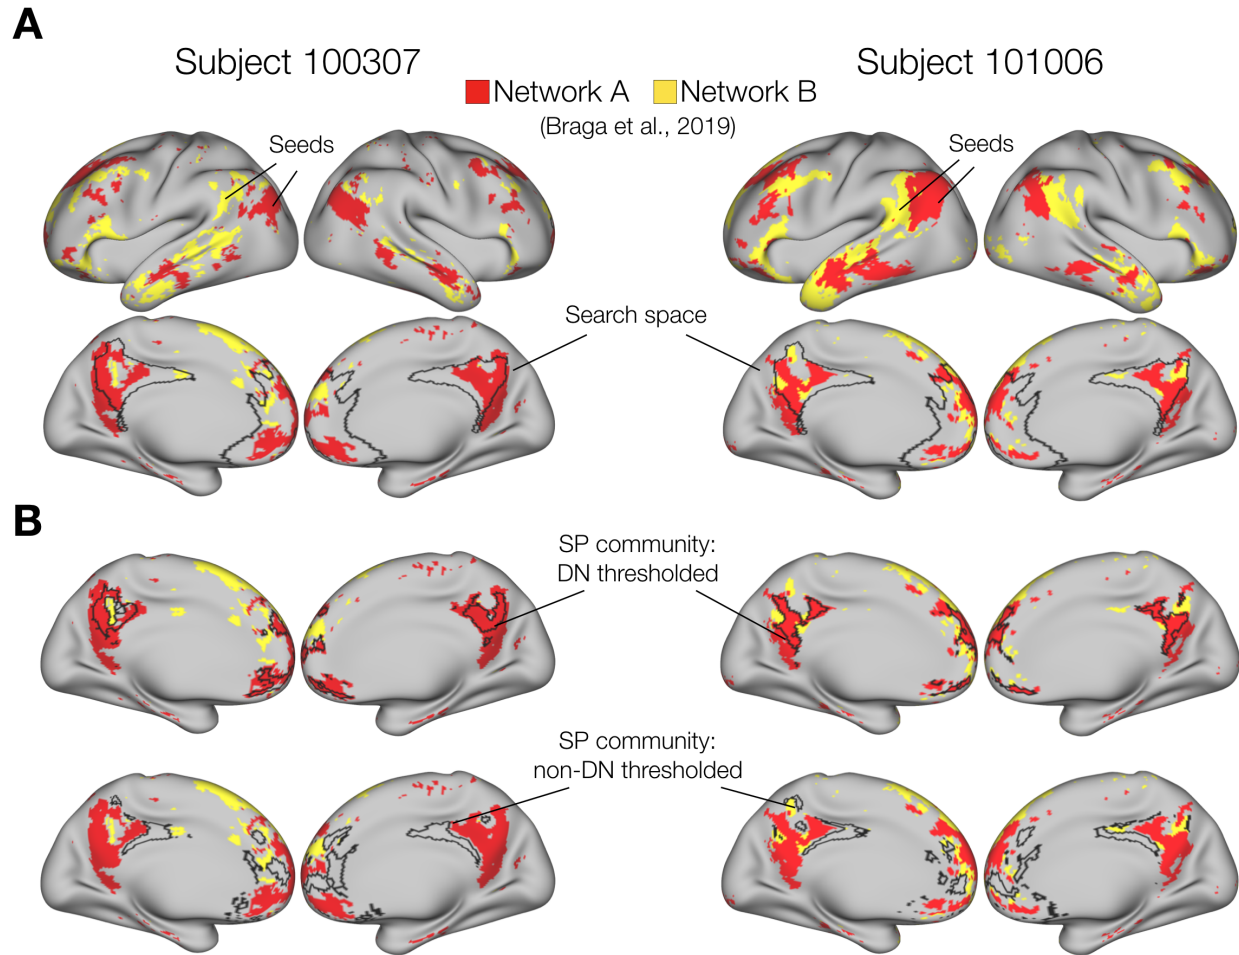 A
Subject 100307
Subject 101006
Network A
Network B
(Braga et al., 2019)
Seeds
Seeds
Search space
B
SP community:
DN thresholded
SP community:
non-DN thresholded